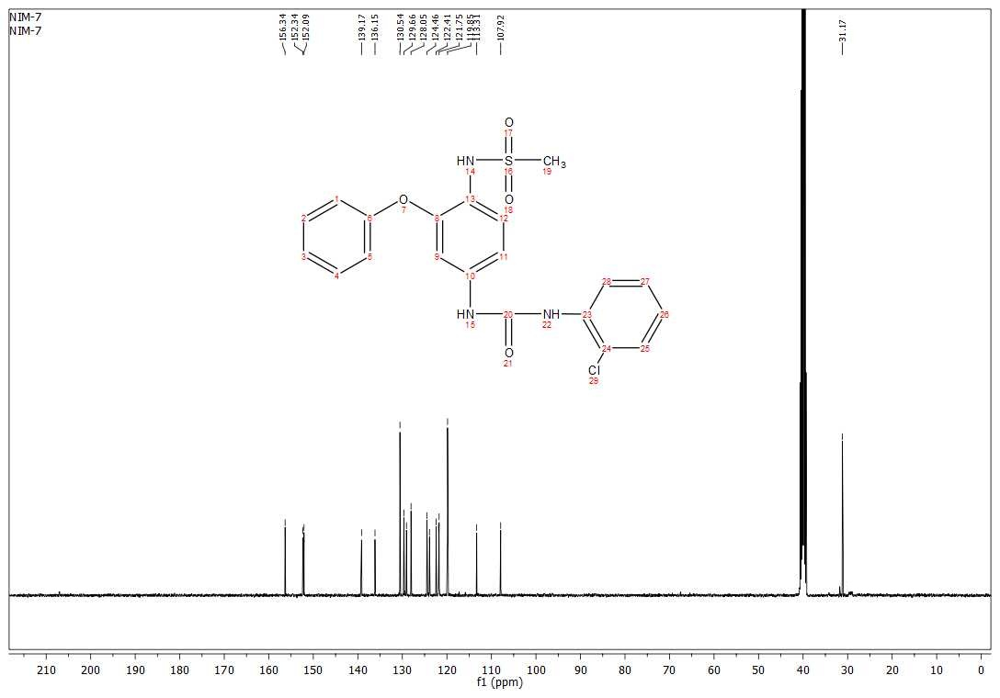 NIM-7
NIM-7
156.34
152.34
152.09
139.17
136.15
130.54
129.66
128.05
124.46
122.41
121.75
119.85
113.31
107.92
31.17
O
17
HN S CH3
14 16 19
O
18
1 O 13 12
7
2 6 8
3 5 9 11
4 10
28 27
HN 20 NH 23 26
15 22
O 24 25
21
Cl
29
210 200 190 180 170 160 150 140 130 120 110 100 90 80 70 60 50 40 30 20 10 0
f1 (ppm)